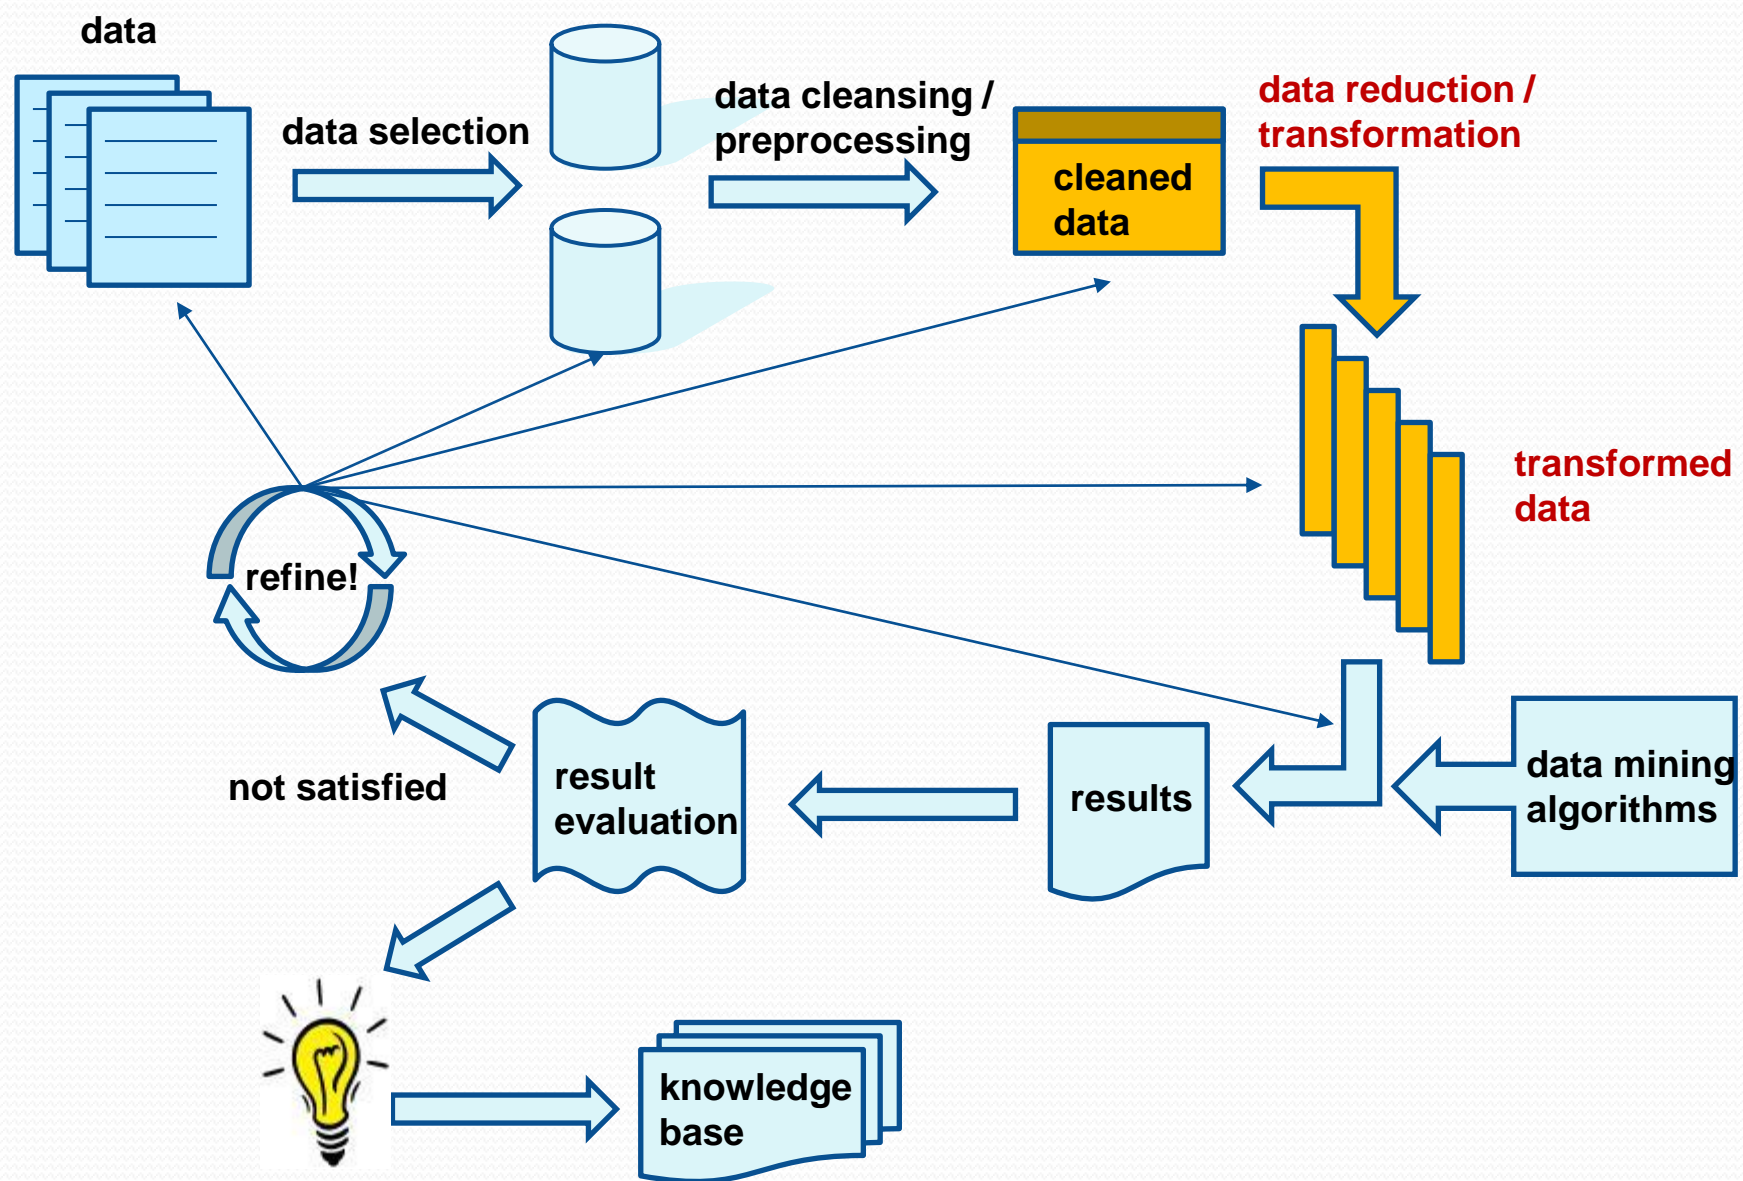 data
data selection
data cleansing /
preprocessing
cleaned
data
data reduction /
transformation
transformed
data
refine!
not satisfied
result
evaluation
results
data mining
algorithms
knowledge
base